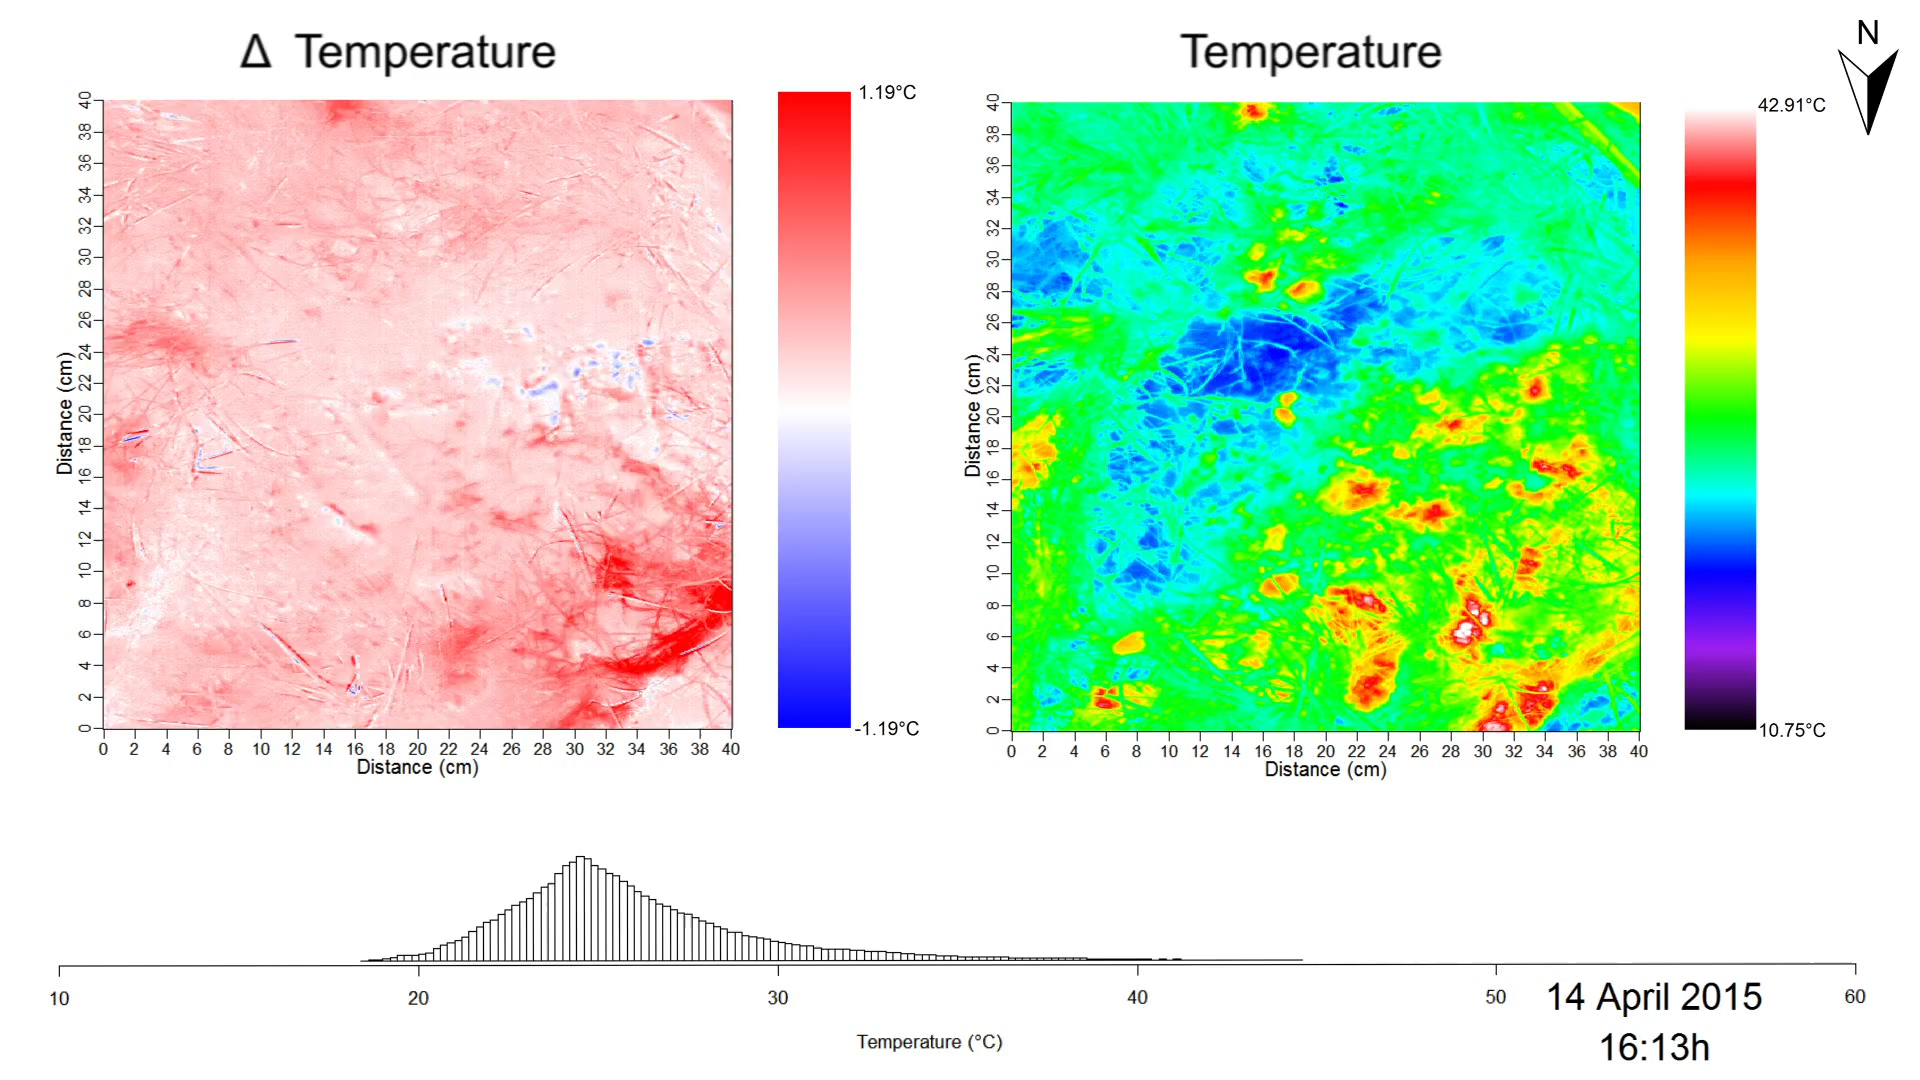 Δ Temperature
Temperature
N
1.19°C
-1.19°C
42.91°C
10.75°C
40
38
36
34
32
30
28
26
24
22
20
18
16
14
12
10
8
6
4
2
0
Distance (cm)
0 2 4 6 8 10 12 14 16 18 20 22 24 26 28 30 32 34 36 38 40
Distance (cm)
40
38
36
34
32
30
28
26
24
22
20
18
16
14
12
10
8
6
4
2
0
Distance (cm)
0 2 4 6 8 10 12 14 16 18 20 22 24 26 28 30 32 34 36 38 40
Distance (cm)
10 20 30 40 50 60
Temperature (°C)
14 April 2015
16:13h